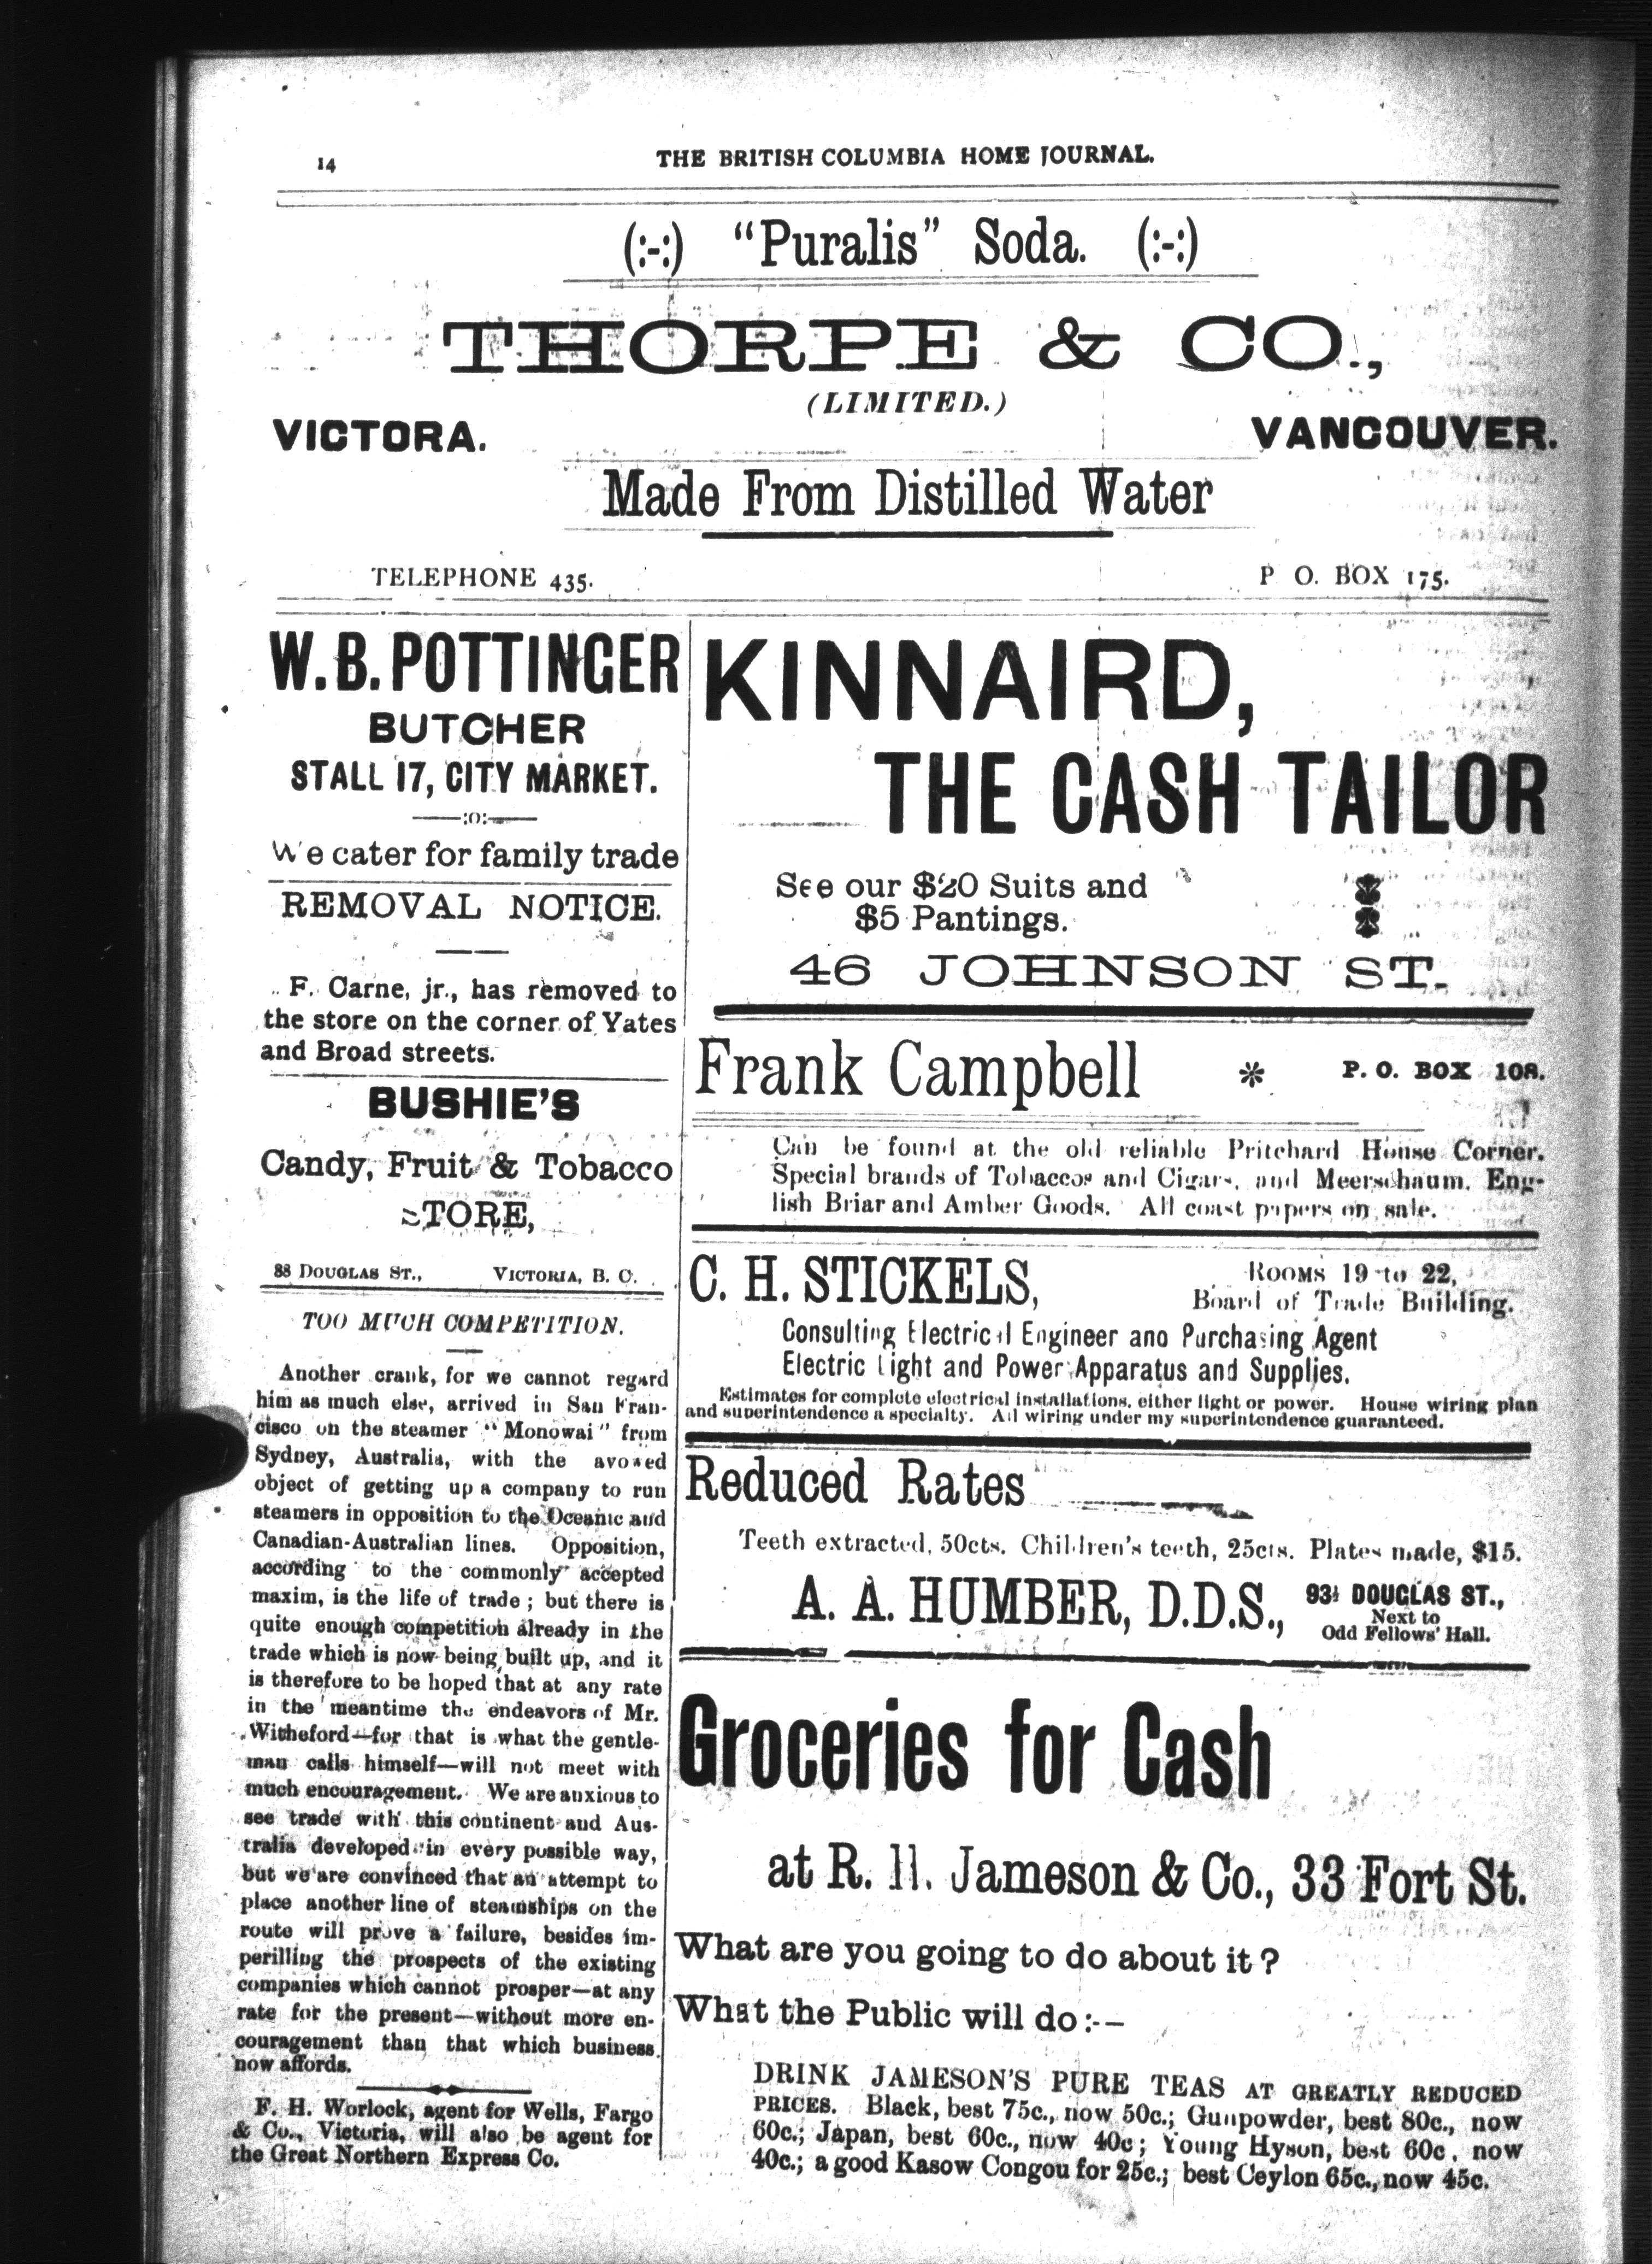 14
THE BRITISH COLUMBIA HOME JOURNAL.
(:-:) “Puralis” Soda. (:-:)
THORPE & CO.,
(LIMITED.)
VICTORA. VANCOUVER.
Made From Distilled Water
TELEPHONE 435. P O. BOX 175.
W. B. POTTINGER
BUTCHER
STALL 17, CITY MARKET.
——:o:——
We cater for family trade
REMOVAL NOTICE.
F. Carne, jr., has removed to
the store on the corner of Yates
and Broad streets.
BUSHIE'S
Candy, Fruit & Tobacco
STORE,
88 DOUGLAS ST., VICTORIA, B. C.
TOO MUCH COMPETITION.
Another crank, for we cannot regard
him as much else, arrived in San Fran-
cisco on the steamer “Monowai” from
Sydney, Australia, with the avowed
object of getting up a company to run
steamers in opposition to the Oceanic and
Canadian-Australian lines. Opposition,
according to the commonly accepted
maxim, is the life of trade; but there is
quite enough competition already in the
trade which is now being built up, and it
is therefore to be hoped that at any rate
in the meantime the endeavors of Mr.
Witheford—for that is what the gentle-
man calls himself—will not meet with
much encouragement. We are anxious to
see trade with this continent and Aus-
tralia developed in every possible way,
but we are convinced that an attempt to
place another line of steamships on the
route will prove a failure, besides im-
perilling the prospects of the existing
companies which cannot prosper—at any
rate for the present—without more en-
couragement than that which business
now affords.
F. H. Worlock, agent for Wells, Fargo
& Co., Victoria, will also be agent for
the Great Northern Express Co.
KINNAIRD,
THE CASH TAILOR
See our $20 Suits and
$5 Pantings.
46 JOHNSON ST.
Frank Campbell * P. O. BOX 108.
Can be found at the old reliable Pritchard House Corner.
Special brands of Tobaccos and Cigars, and Meerschaum, Eng-
lish Briar and Amber Goods. All coast papers on sale.
C. H. STICKELS, ROOMS 19 to 22,
Board of Trade Building.
Consulting Electrical Engineer and Purchasing Agent
Electric Light and Power Apparatus and Supplies.
Estimates for complete electrical installations, either light or power. House wiring plan
and superintendence a specialty. All wiring under my superintendence guaranteed.
Reduced Rates
Teeth extracted, 50cts. Children's teeth, 25cts. Plates made, $15.
A. A. HUMBER, D.D.S., 93½ DOUGLAS ST.,
Next to
Odd Fellows' Hall.
Groceries for Cash
at R. H. Jameson & Co., 33 Fort St.
What are you going to do about it?
What the Public will do:--
DRINK JAMESON'S PURE TEAS AT GREATLY REDUCED
PRICES. Black, best 75c., now 50c.; Gunpowder, best 80c., now
60c.; Japan, best 60c., now 40c; Young Hyson, best 60c, now
40c.; a good Kasow Congou for 25c.; best Ceylon 65c., now 45c.